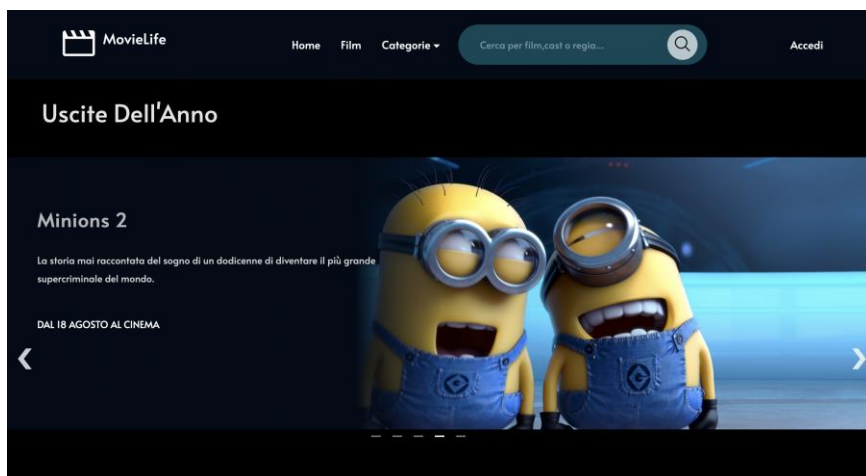 MovieLife
Home Film Categorie
Cerca per film,cast o regia...
Accedi
Uscite Dell'Anno
Minions 2
La storia mai raccontata del sogno di un dodicenne di diventare il più grande
supercriminale del mondo.
DAL 18 AGOSTO AL CINEMA